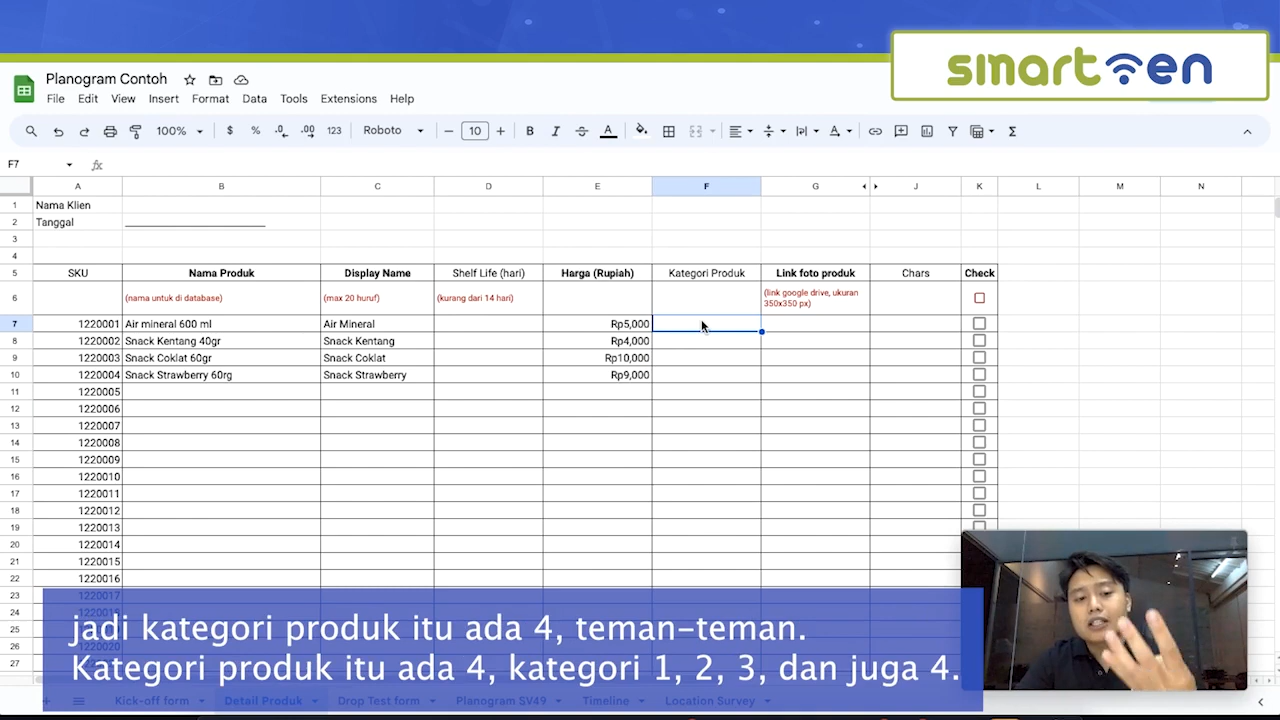 smarten
Planogram Contoh
File Edit View Insert Format Data Tools Extensions Help
100% $ % .0 .00 123 Roboto 10 B I A
F7 fx
A B C D E F G J K L M N
1 Nama Klien
2 Tanggal
3
4
5 SKU Nama Produk Display Name Shelf Life (hari) Harga (Rupiah) Kategori Produk Link foto produk Chars Check
6 (nama untuk di database) (max 20 huruf) (kurang dari 14 hari) (link google drive, ukuran
350x350 px)
7 1220001 Air mineral 600 ml Air Mineral Rp5,000
8 1220002 Snack Kentang 40gr Snack Kentang Rp4,000
9 1220003 Snack Coklat 60gr Snack Coklat Rp10,000
10 1220004 Snack Strawberry 60rg Snack Strawberry Rp9,000
11 1220005
12 1220006
13 1220007
14 1220008
15 1220009
16 1220010
17 1220011
18 1220012
19 1220013
20 1220014
21 1220015
22 1220016
23 1220017
24
25
26 1220020
27
jadi kategori produk itu ada 4, teman-teman.
Kategori produk itu ada 4, kategori 1, 2, 3, dan juga 4.
Kick-off form Detail Produk Drop Test form Planogram SV49 Timeline Location Survey